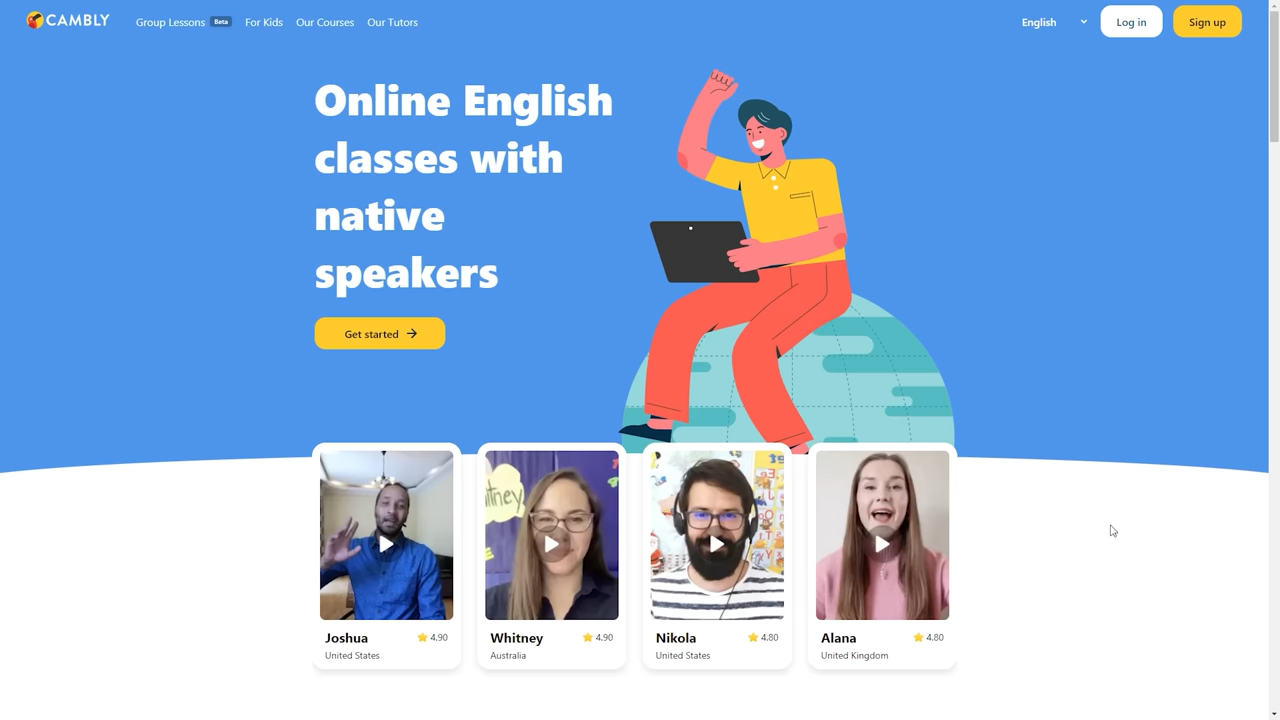 CAMBLY
Group Lessons Beta For Kids Our Courses Our Tutors
English Log in Sign up
Online English
classes with
native
speakers
Get started
Joshua 4.90
United States
Whitney 4.90
Australia
Nikola 4.80
United States
Alana 4.80
United Kingdom